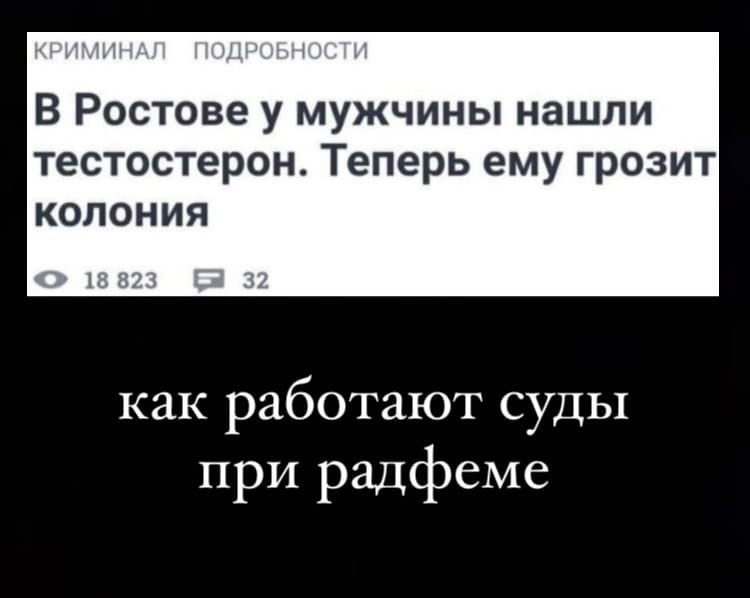 КРИМИНАЛ ПОДРОБНОСТИ
В Ростове у мужчины нашли
тестостерон. Теперь ему грозит
колония
18 823 32
как работают суды
при радфеме